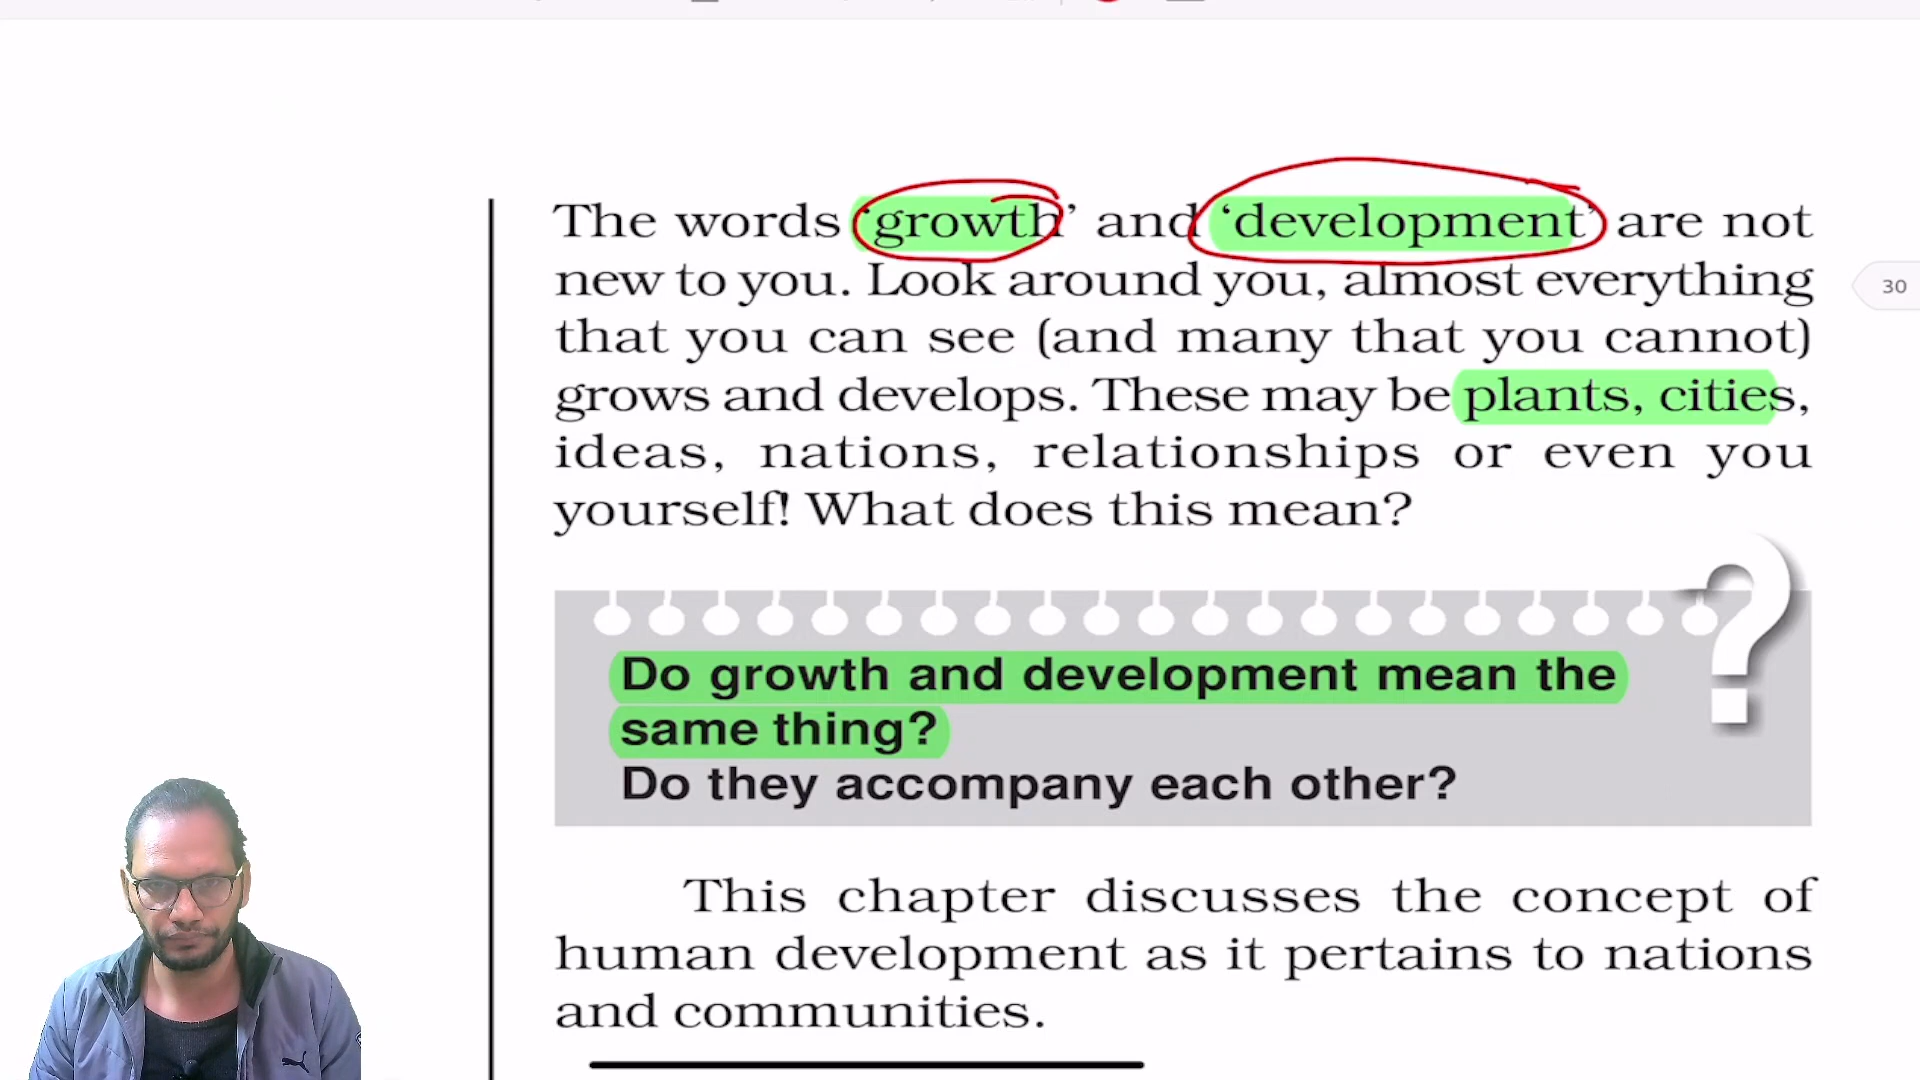 The words ‘growth’ and ‘development’ are not
new to you. Look around you, almost everything
that you can see (and many that you cannot)
grows and develops. These may be plants, cities,
ideas, nations, relationships or even you
yourself! What does this mean?
30
?
Do growth and development mean the
same thing?
Do they accompany each other?
This chapter discusses the concept of
human development as it pertains to nations
and communities.